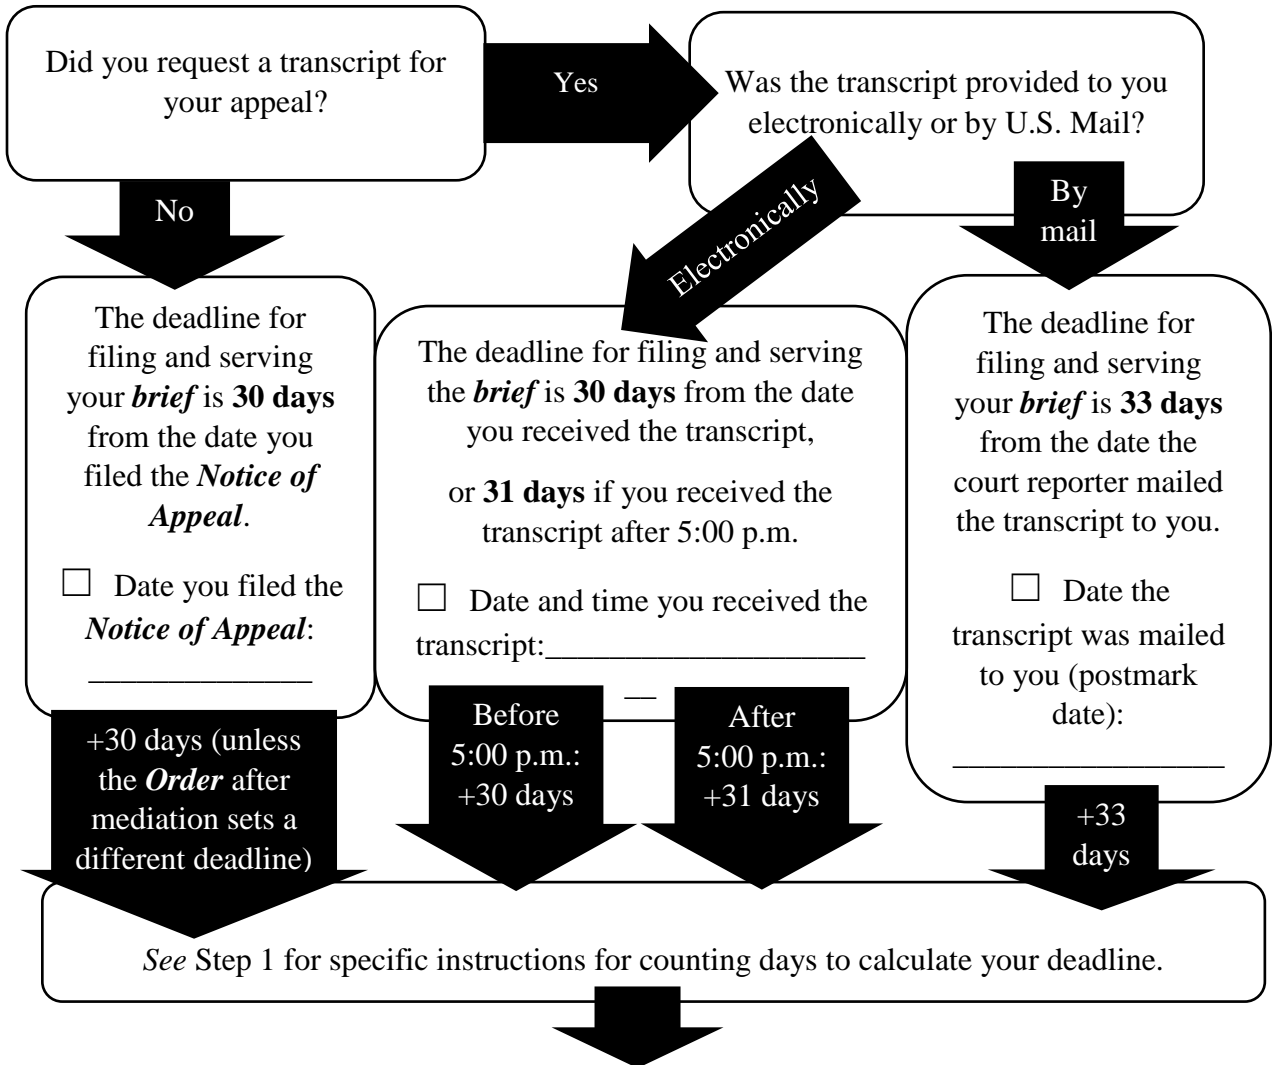 Did you request a transcript for
your appeal?
Yes
Was the transcript provided to you
electronically or by U.S. Mail?
No
Electronically
By
mail
The deadline for
filing and serving
your brief is 30 days
from the date you
filed the Notice of
Appeal.
☐ Date you filed the
Notice of Appeal:
______________
The deadline for filing and serving
the brief is 30 days from the date
you received the transcript,
or 31 days if you received the
transcript after 5:00 p.m.
☐ Date and time you received the
transcript:____________________
__
The deadline for
filing and serving
your brief is 33 days
from the date the
court reporter mailed
the transcript to you.
☐ Date the
transcript was mailed
to you (postmark
date):
_________________
+30 days (unless
the Order after
mediation sets a
different deadline)
Before
5:00 p.m.:
+30 days
After
5:00 p.m.:
+31 days
+33
days
See Step 1 for specific instructions for counting days to calculate your deadline.